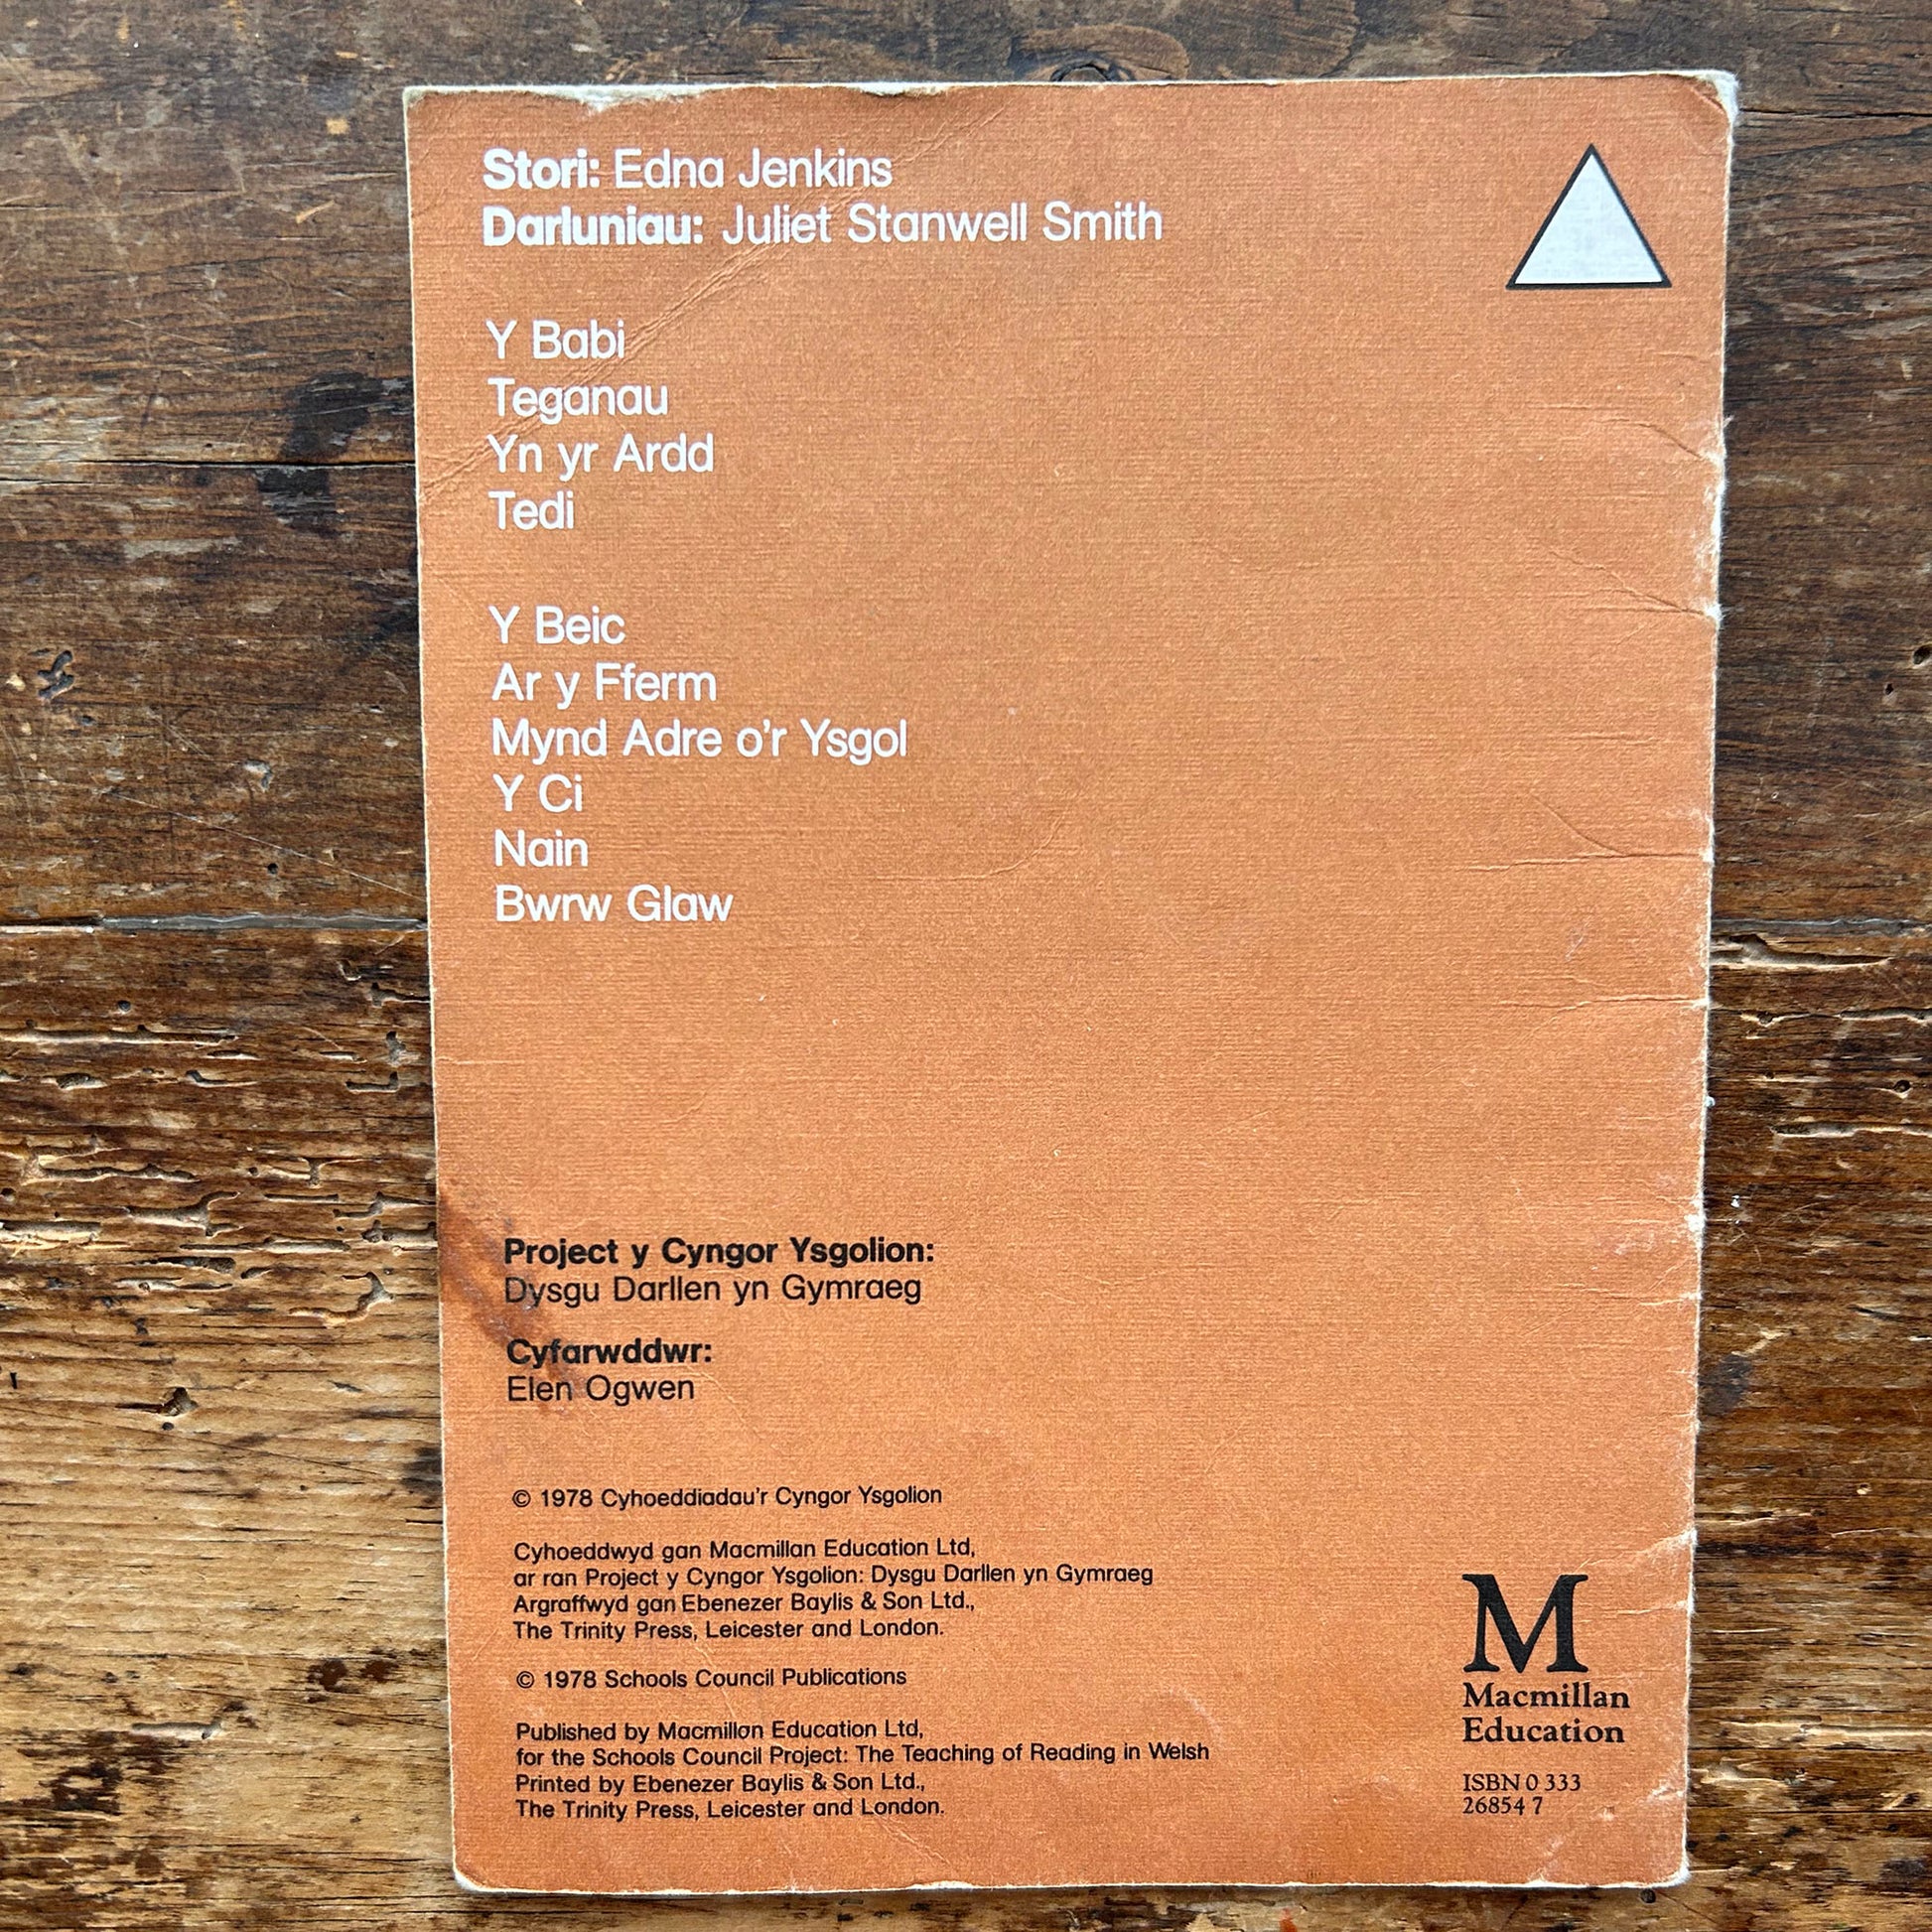 Stori: Edna Jenkins
Darluniau: Juliet Stanwell Smith
Y Babi
Teganau
Yn yr Ardd
Tedi
Y Beic
Ar y Fferm
Mynd Adre o'r Ysgol
Y Ci
Nain
Bwrw Glaw
Project y Cyngor Ysgolion:
Dysgu Darllen yn Gymraeg
Cyfarwddwr:
Elen Ogwen
© 1978 Cyhoeddiadau'r Cyngor Ysgolion
Cyhoeddwyd gan Macmillan Education Ltd,
ar ran Project y Cyngor Ysgolion: Dysgu Darllen yn Gymraeg
Argraffwyd gan Ebenezer Baylis & Son Ltd.,
The Trinity Press, Leicester and London.
© 1978 Schools Council Publications
Published by Macmillan Education Ltd,
for the Schools Council Project: The Teaching of Reading in Welsh
Printed by Ebenezer Baylis & Son Ltd.,
The Trinity Press, Leicester and London.
M
Macmillan
Education
ISBN 0 333
26854 7